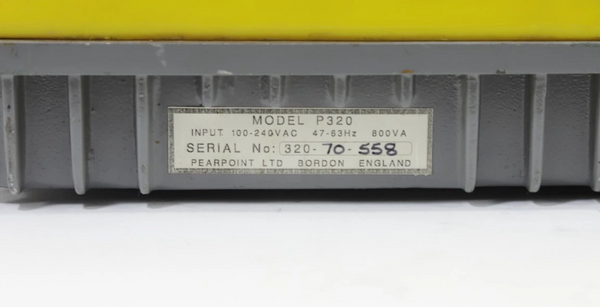 MODEL P320
INPUT 100-240VAC 47-63Hz 800VA
SERIAL No: 320-70-558
PEARPOINT LTD BORDON ENGLAND